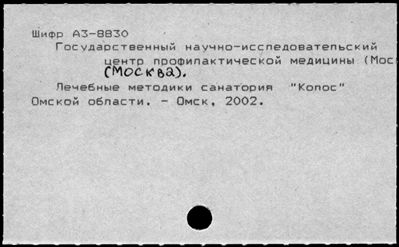 Шифр А3-8830
Государственный научно-исследовательский
центр профилактической медицины (Мос
(Москва).
Лечебные методики санатория "Колос"
Омской области. - Омск, 2002.